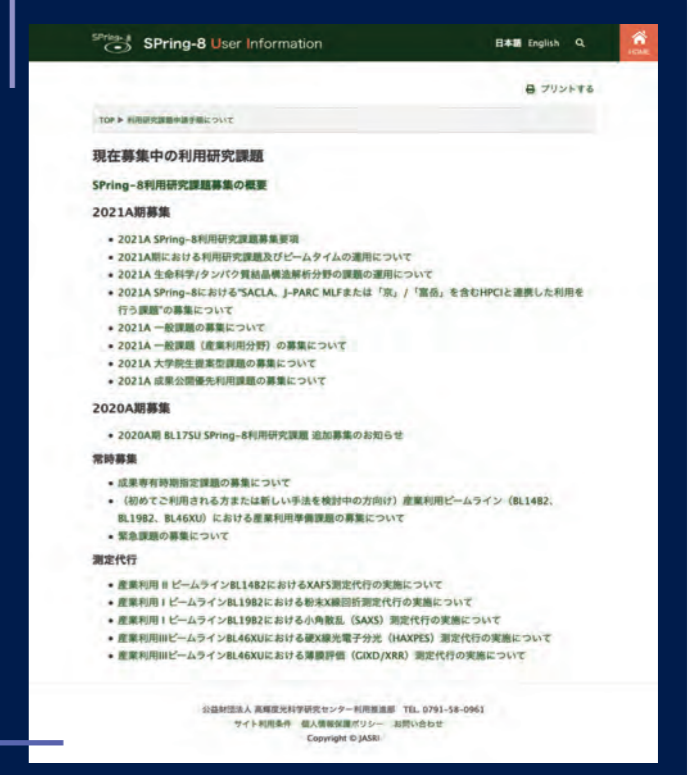 SPring-8
SPring-8 User Information
日本語 English
HOME
プリントする
TOP ▶ 利用研究課題申請手順について
現在募集中の利用研究課題
SPring-8利用研究課題募集の概要
2021A期募集
• 2021A SPring-8利用研究課題募集要項
• 2021A期における利用研究課題及びビームタイムの運用について
• 2021A 生命科学/タンパク質結晶構造解析分野の課題の運用について
• 2021A SPring-8における"SACLA、J-PARC MLFまたは「京」/「富岳」を含むHPCIと連携した利用を
行う課題"の募集について
• 2021A 一般課題の募集について
• 2021A 一般課題（産業利用分野）の募集について
• 2021A 大学院生提案型課題の募集について
• 2021A 成果公開優先利用課題の募集について
2020A期募集
• 2020A期 BL17SU SPring-8利用研究課題 追加募集のお知らせ
常時募集
• 成果専有時期指定課題の募集について
• （初めてご利用される方または新しい手法を検討中の方向け）産業利用ビームライン（BL14B2、
BL19B2、BL46XU）における産業利用準備課題の募集について
• 緊急課題の募集について
測定代行
• 産業利用 II ビームラインBL14B2におけるXAFS測定代行の実施について
• 産業利用 I ビームラインBL19B2における粉末X線回折測定代行の実施について
• 産業利用 I ビームラインBL19B2における小角散乱（SAXS）測定代行の実施について
• 産業利用IIIビームラインBL46XUにおける硬X線光電子分光（HAXPES）測定代行の実施について
• 産業利用IIIビームラインBL46XUにおける薄膜評価（GIXD/XRR）測定代行の実施について
公益財団法人 高輝度光科学研究センター利用推進部 TEL. 0791-58-0961
サイト利用条件 個人情報保護ポリシー お問い合わせ
Copyright © JASRI